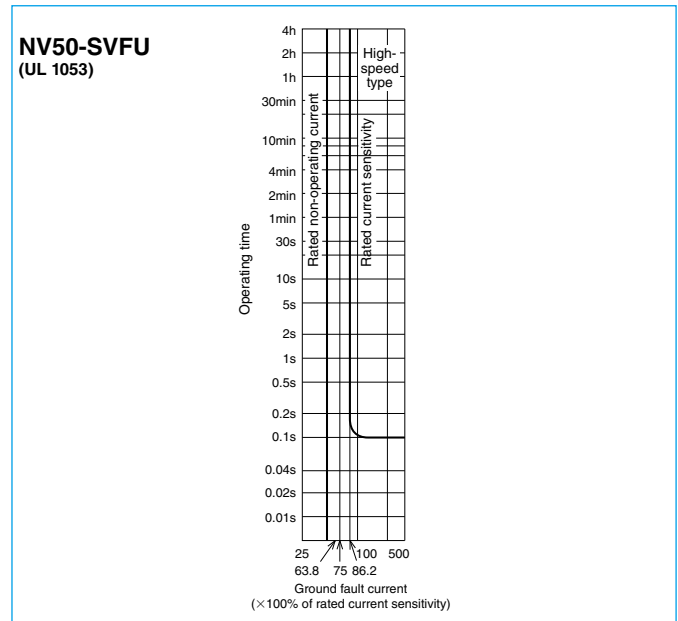 NV50-SVFU
(UL 1053)
4h
2h
1h
30min
10min
4min
2min
1min
30s
10s
5s
2s
1s
0.5s
0.2s
0.1s
0.04s
0.02s
0.01s
Operating time
Rated non-operating current
Rated current sensitivity
High-
speed
type
25 100 500
63.8 75 86.2
Ground fault current
(×100% of rated current sensitivity)